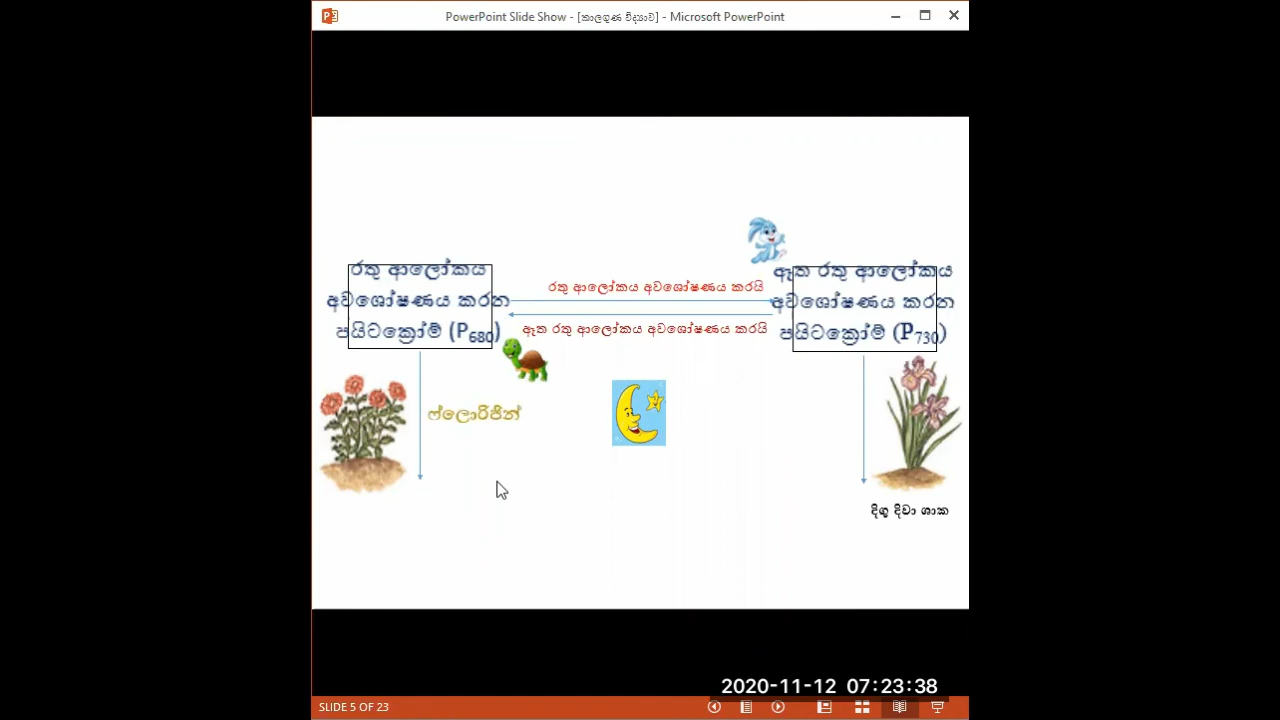 PowerPoint Slide Show - [කාලගුණ විද්‍යාව] - Microsoft PowerPoint
රතු ආලෝකය
අවශෝෂණය කරන
පයිටක්‍රෝම් (P680)
රතු ආලෝකය අවශෝෂණය කරයි
ඈත රතු ආලෝකය අවශෝෂණය කරයි
ඈත රතු ආලෝකය
අවශෝෂණය කරන
පයිටක්‍රෝම් (P730)
ෆ්ලොරිජින්
දිගු දිවා ශාක
2020-11-12 07:23:38
SLIDE 5 OF 23